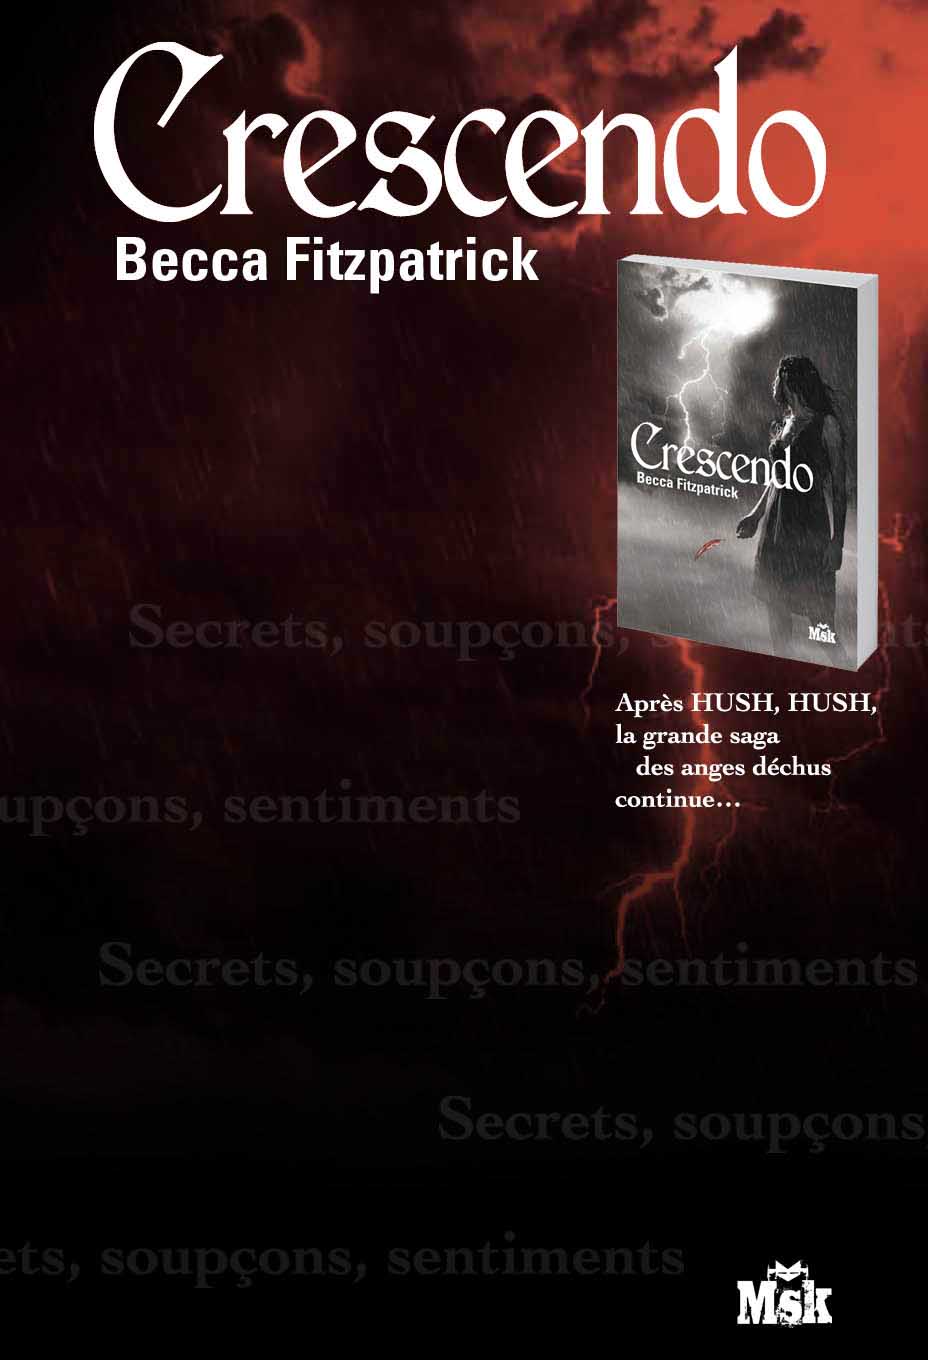 Crescendo
Becca Fitzpatrick
Crescendo
Becca Fitzpatrick
Msk
Secrets, soupçons,
Après HUSH, HUSH,
la grande saga
des anges déchus
continue…
upçons, sentiments
Secrets, soupçons, sentiments
Secrets, soupçons
ets, soupçons, sentiments
Msk